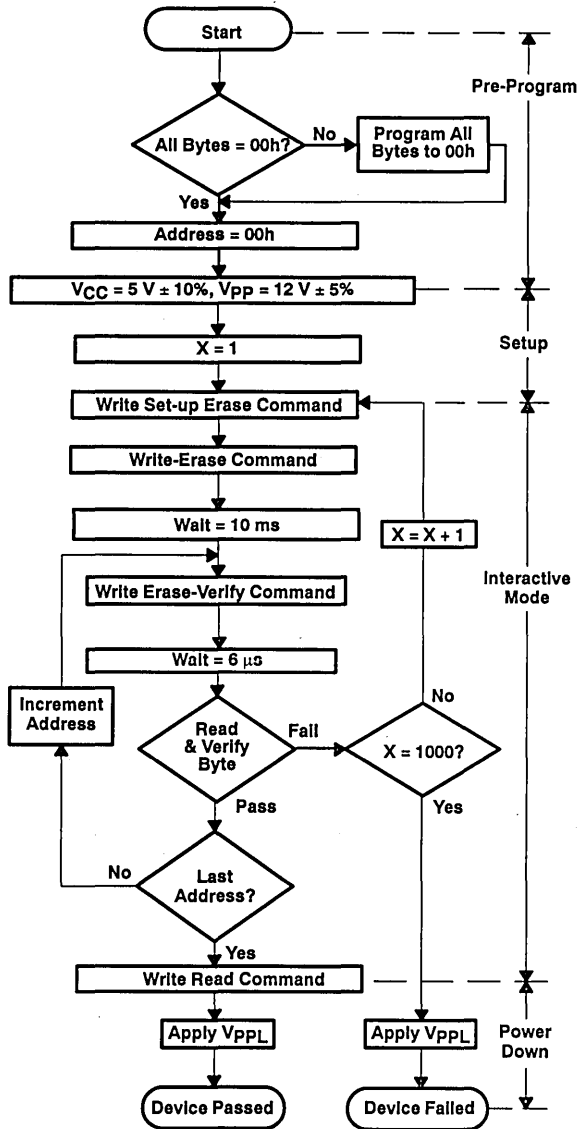 Start
Pre-Program
All Bytes = 00h?
No
Program All
Bytes to 00h
Yes
Address = 00h
VCC = 5 V ± 10%, VPP = 12 V ± 5%
X = 1
Setup
Write Set-up Erase Command
Write-Erase Command
Wait = 10 ms
X = X + 1
Interactive
Mode
Write Erase-Verify Command
Wait = 6 µs
Increment
Address
Read
& Verify
Byte
Fail
No
X = 1000?
Pass
Yes
No
Last
Address?
Yes
Write Read Command
Apply VPPL
Apply VPPL
Power
Down
Device Passed
Device Failed